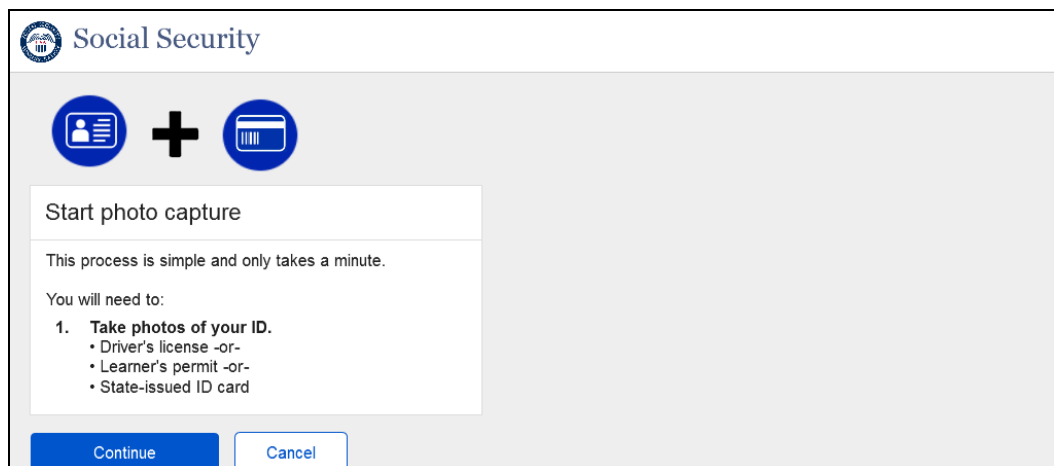 Social Security
Start photo capture
This process is simple and only takes a minute.
You will need to:
1. Take photos of your ID.
• Driver's license -or-
• Learner's permit -or-
• State-issued ID card
Continue
Cancel